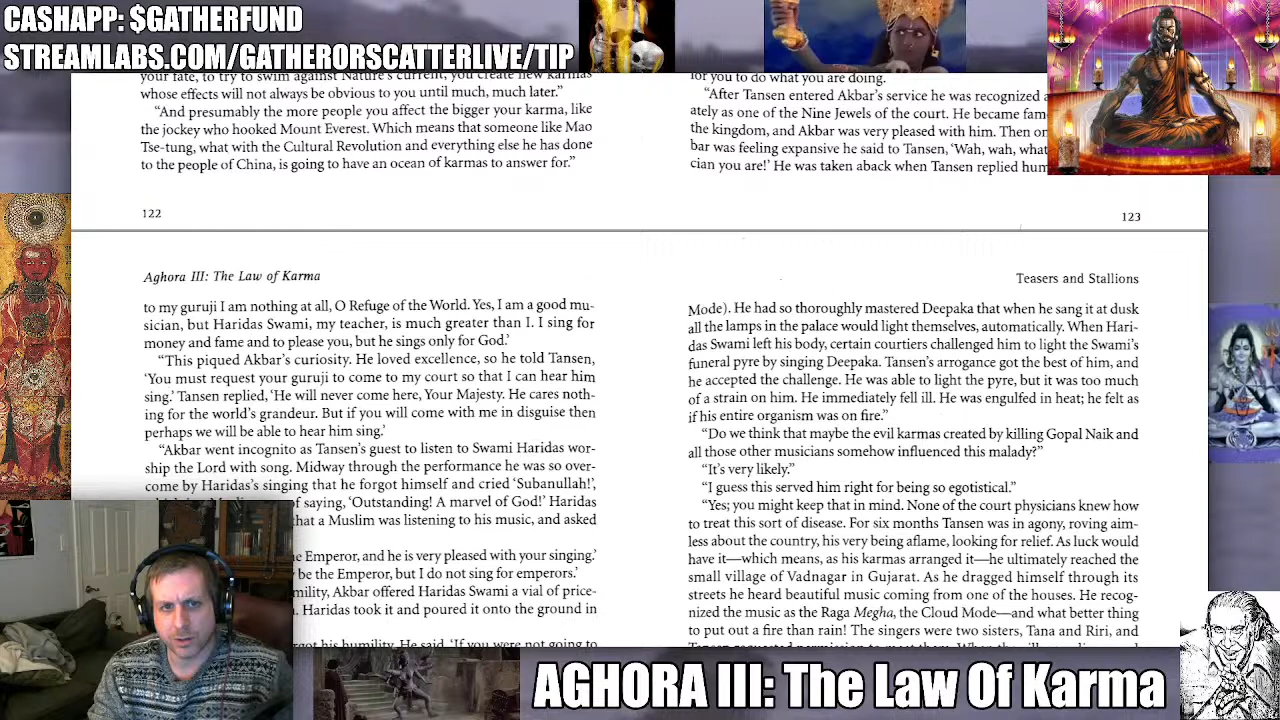 CASHAPP: $GATHERFUND
STREAMLABS.COM/GATHERORSCATTERLIVE/TIP
your fate, to try to swim against Nature's current, you create new karmas
whose effects will not always be obvious to you until much, much later."
"And presumably the more people you affect the bigger your karma, like
the jockey who hooked Mount Everest. Which means that someone like Mao
Tse-tung, what with the Cultural Revolution and everything else he has done
to the people of China, is going to have an ocean of karmas to answer for."
122
for you to do what you are doing.
"After Tansen entered Akbar's service he was recognized
ately as one of the Nine Jewels of the court. He became fam
the kingdom, and Akbar was very pleased with him. Then on
bar was feeling expansive he said to Tansen, 'Wah, wah, what
cian you are!' He was taken aback when Tansen replied hum
123
Aghora III: The Law of Karma
to my guruji I am nothing at all, O Refuge of the World. Yes, I am a good mu-
sician, but Haridas Swami, my teacher, is much greater than I. I sing for
money and fame and to please you, but he sings only for God.'
"This piqued Akbar's curiosity. He loved excellence, so he told Tansen,
'You must request your guruji to come to my court so that I can hear him
sing.' Tansen replied, 'He will never come here, Your Majesty. He cares noth-
ing for the world's grandeur. But if you will come with me in disguise then
perhaps we will be able to hear him sing.'
"Akbar went incognito as Tansen's guest to listen to Swami Haridas wor-
ship the Lord with song. Midway through the performance he was so over-
come by Haridas's singing that he forgot himself and cried 'Subanullah!',
of saying, 'Outstanding! A marvel of God!' Haridas
that a Muslim was listening to his music, and asked
e Emperor, and he is very pleased with your singing.'
be the Emperor, but I do not sing for emperors.'
mility, Akbar offered Haridas Swami a vial of price-
. Haridas took it and poured it onto the ground in
rgot his humility. He said, 'If you were not going to
Teasers and Stallions
Mode). He had so thoroughly mastered Deepaka that when he sang it at dusk
all the lamps in the palace would light themselves, automatically. When Hari-
das Swami left his body, certain courtiers challenged him to light the Swami's
funeral pyre by singing Deepaka. Tansen's arrogance got the best of him, and
he accepted the challenge. He was able to light the pyre, but it was too much
of a strain on him. He immediately fell ill. He was engulfed in heat; he felt as
if his entire organism was on fire."
"Do we think that maybe the evil karmas created by killing Gopal Naik and
all those other musicians somehow influenced this malady?"
"It's very likely."
"I guess this served him right for being so egotistical."
"Yes; you might keep that in mind. None of the court physicians knew how
to treat this sort of disease. For six months Tansen was in agony, roving aim-
less about the country, his very being aflame, looking for relief. As luck would
have it—which means, as his karmas arranged it—he ultimately reached the
small village of Vadnagar in Gujarat. As he dragged himself through its
streets he heard beautiful music coming from one of the houses. He recog-
nized the music as the Raga Megha, the Cloud Mode—and what better thing
to put out a fire than rain! The singers were two sisters, Tana and Riri, and
AGHORA III: The Law Of Karma